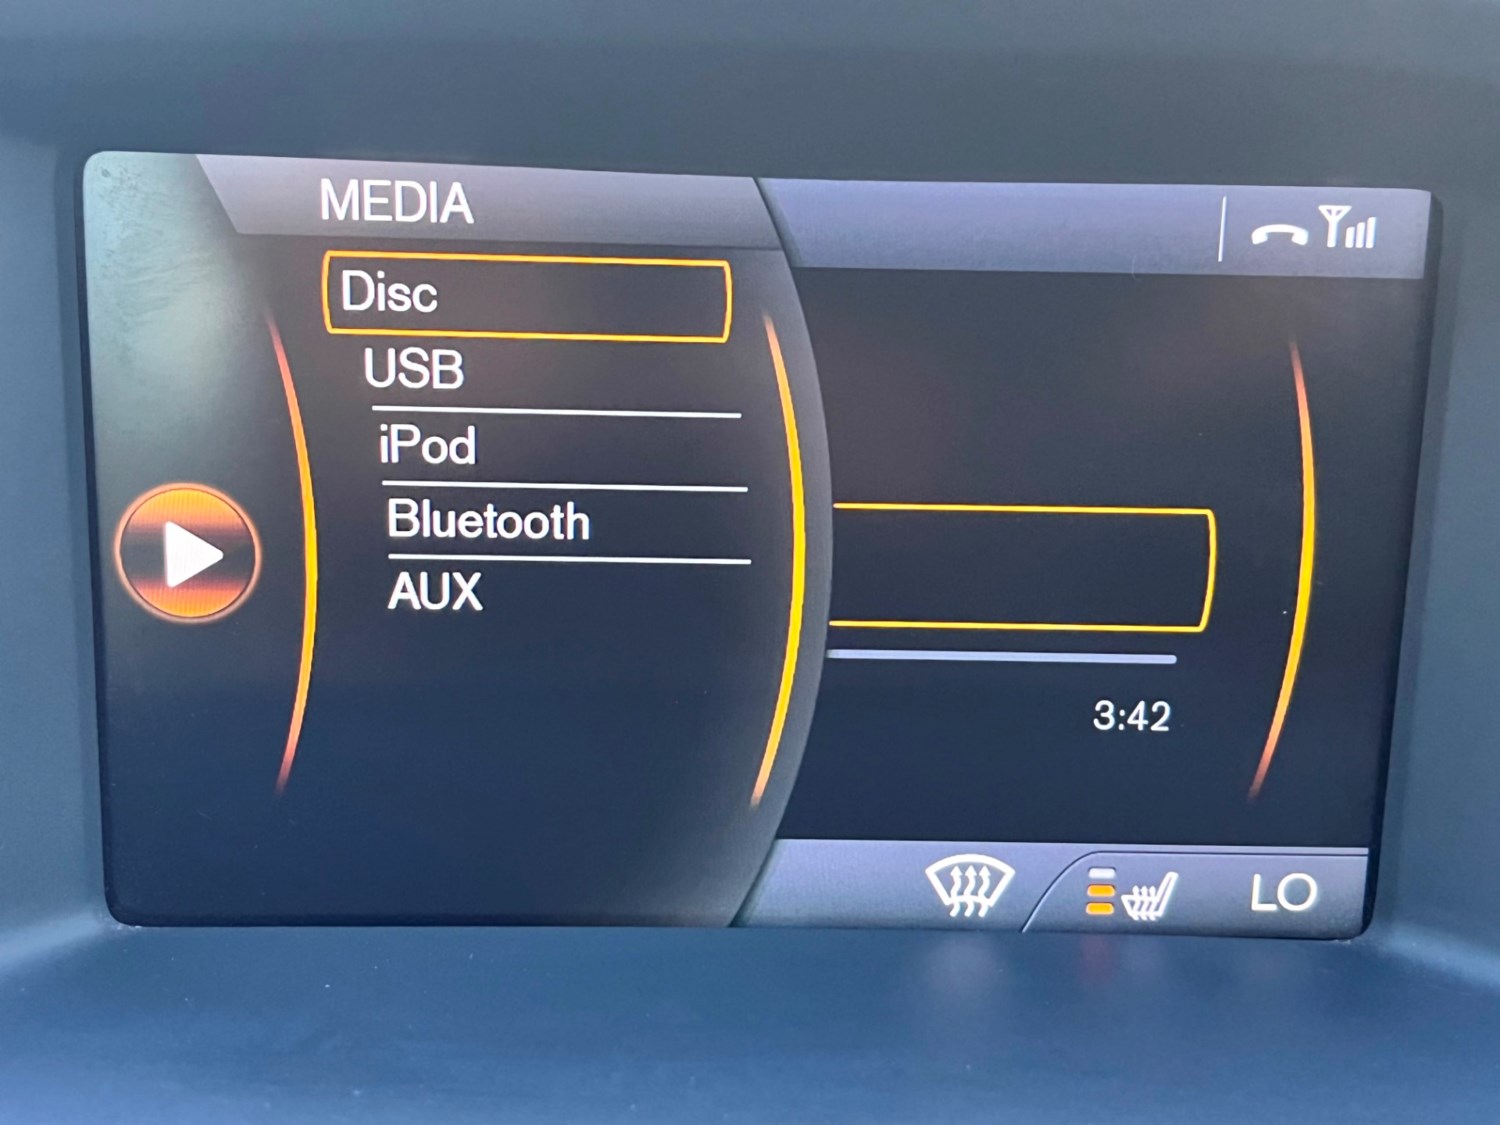 MEDIA
Disc
USB
iPod
Bluetooth
AUX
3:42
LO